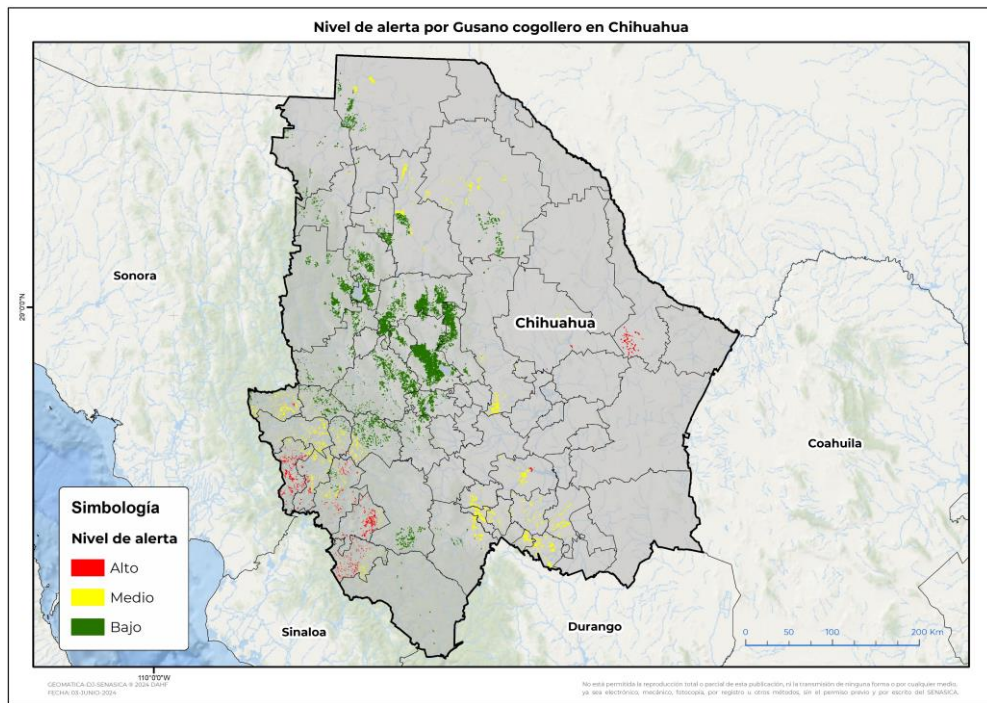 Nivel de alerta por Gusano cogollero en Chihuahua
Sonora
29°0'0"N
Chihuahua
Coahuila
Simbología
Nivel de alerta
Alto
Medio
Bajo
Sinaloa
Durango
0 50 100 200 Km
110°0'0"W
GEOMATICA-CO-SENASICA © 2024 DAHF
FECHA 03-JUNIO-2024
No está permitida la reproducción total o parcial de esta publicación, ni la transmisión de ninguna forma o por cualquier medio,
ya sea electrónico, mecánico, fotocopia, por registro u otros métodos, sin el permiso previo y por escrito del SENASICA.